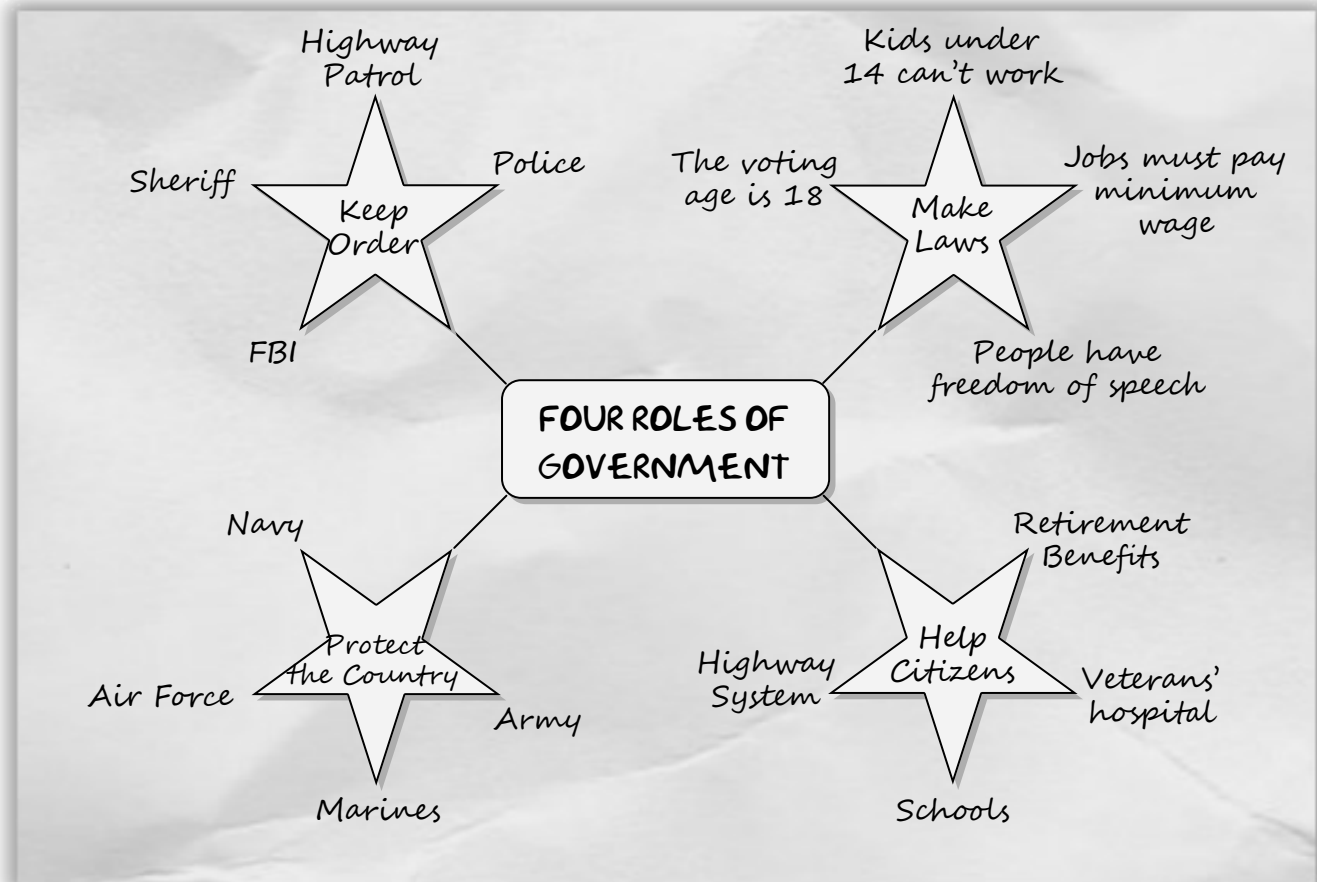 Highway
Patrol
Sheriff
Police
Keep
Order
FBI
Kids under
14 can't work
The voting
age is 18
Jobs must pay
minimum
wage
Make
Laws
People have
freedom of speech
FOUR ROLES OF
GOVERNMENT
Navy
Protect
the Country
Air Force
Army
Marines
Retirement
Benefits
Help
Citizens
Highway
System
Veterans'
hospital
Schools